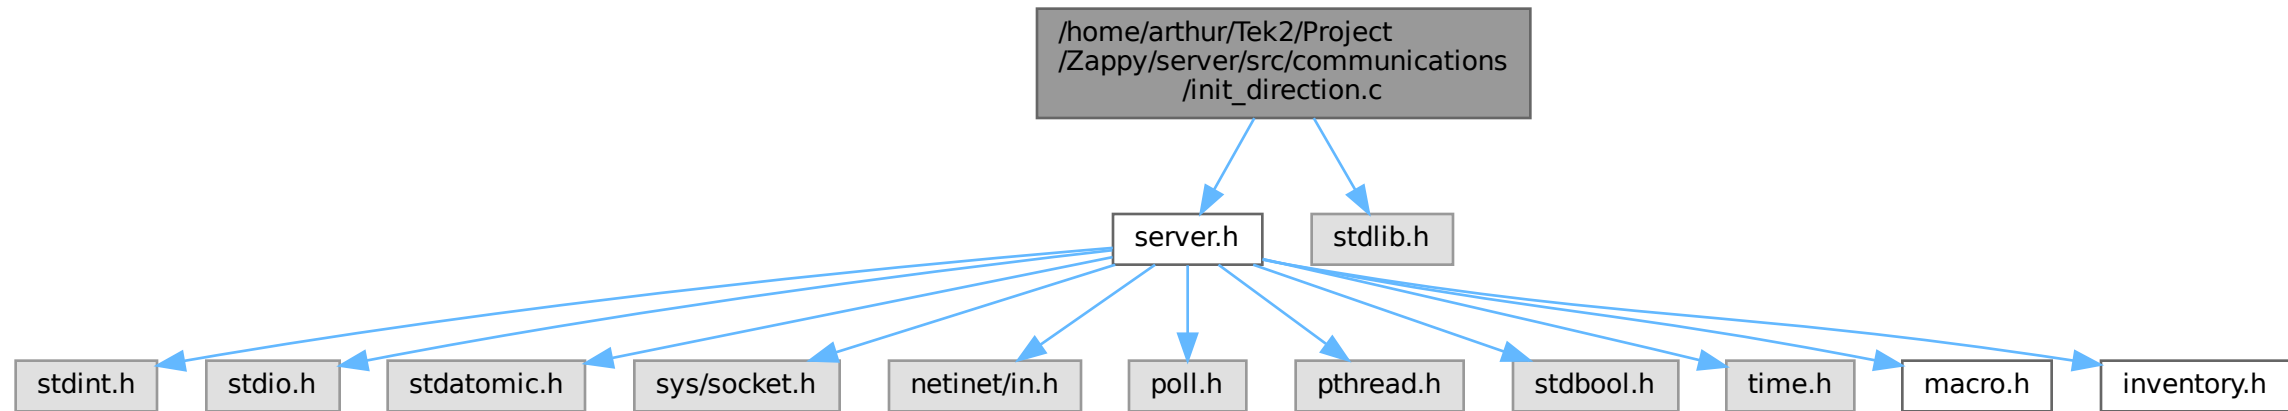 /home/arthur/Tek2/Project
/Zappy/server/src/communications
/init_direction.c
server.h
stdlib.h
stdint.h
stdio.h
stdatomic.h
sys/socket.h
netinet/in.h
poll.h
pthread.h
stdbool.h
time.h
macro.h
inventory.h